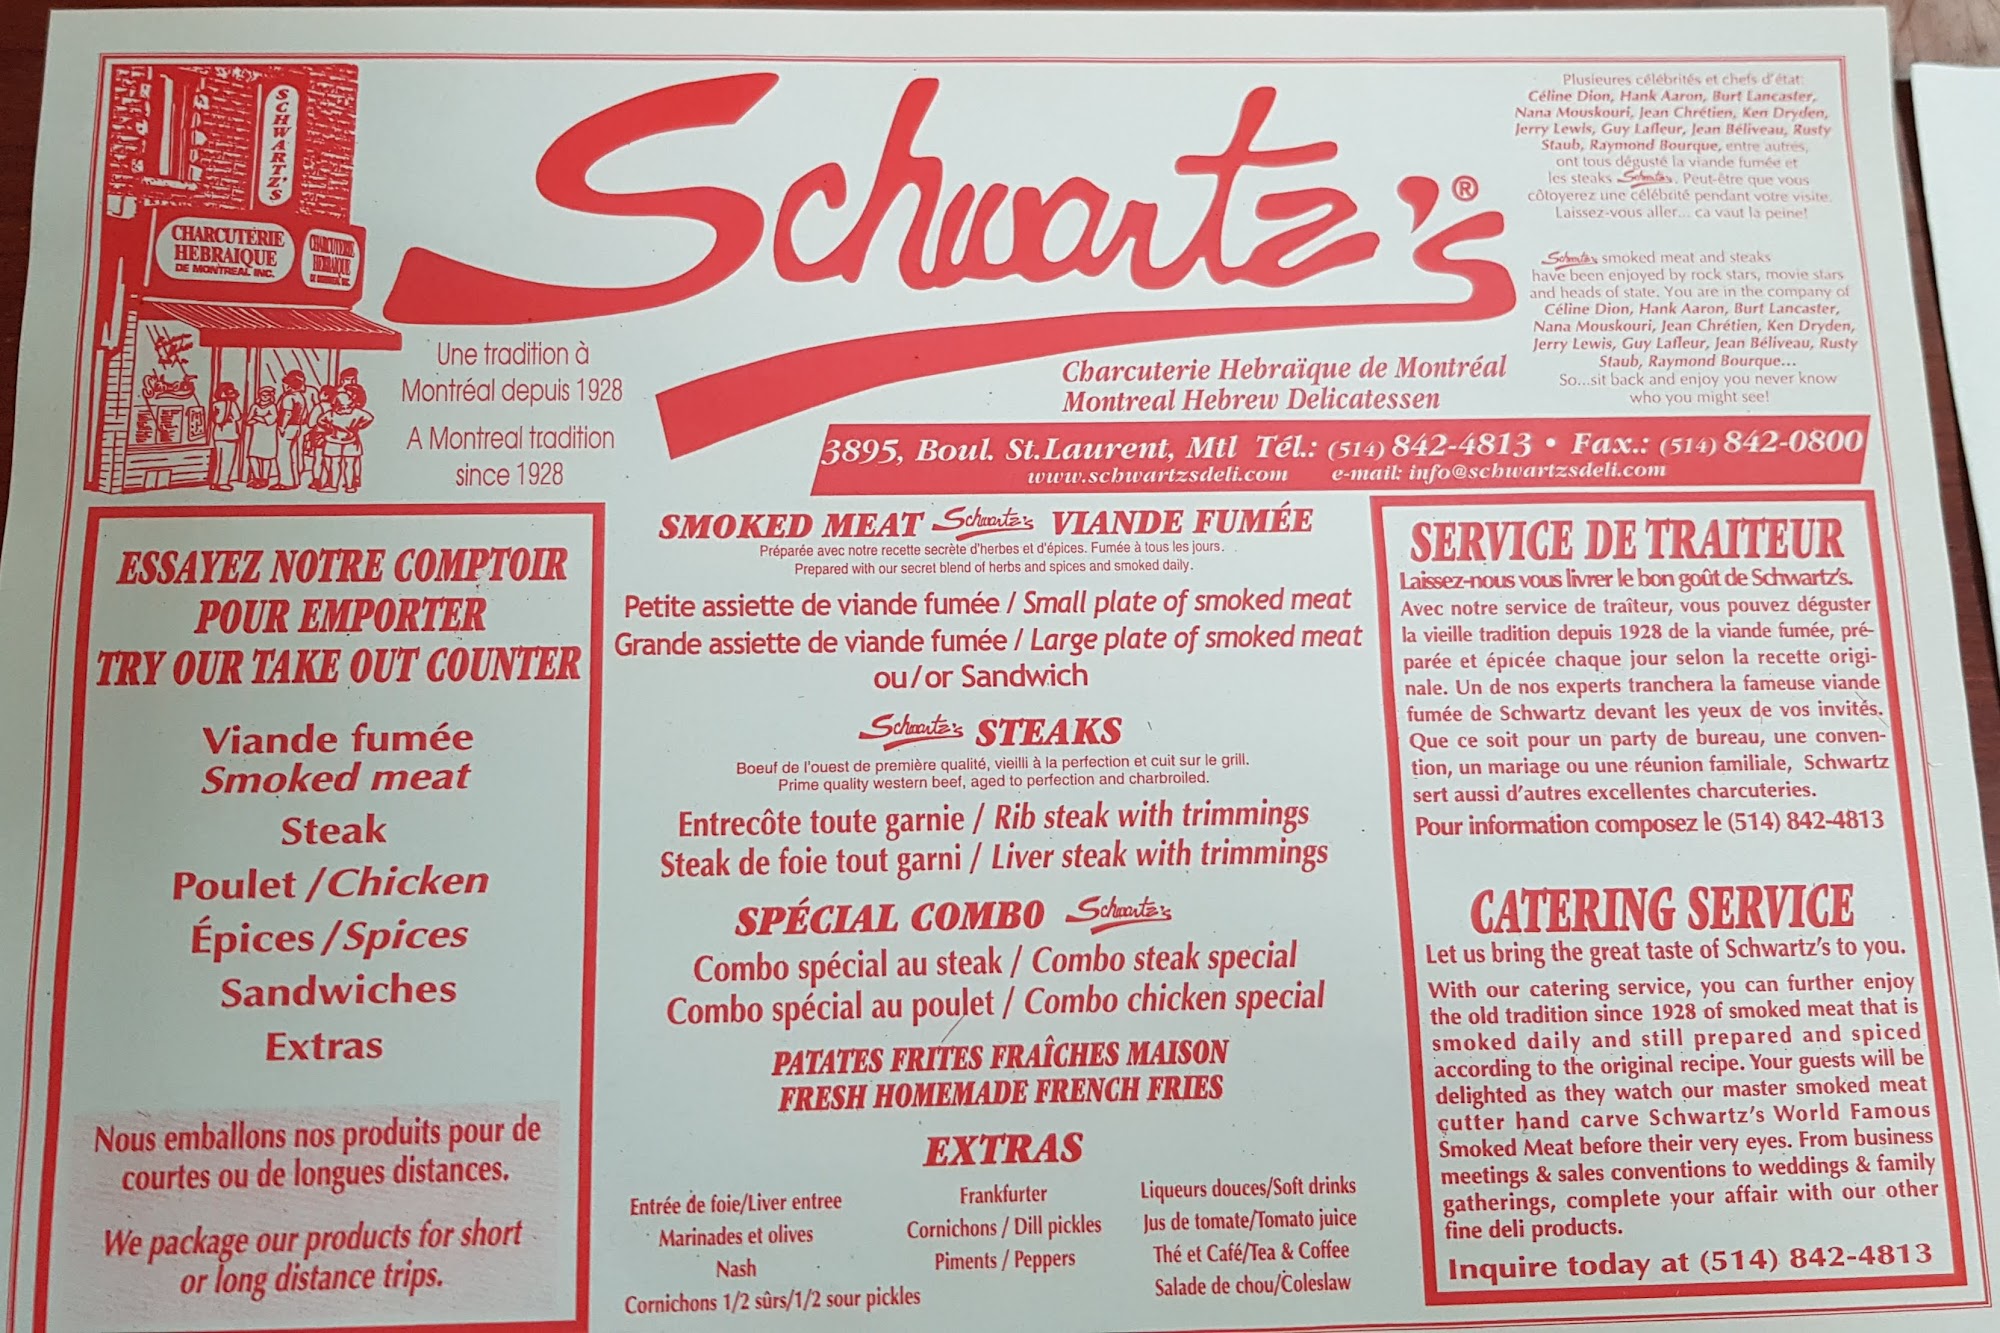 SCHWARTZ'S
CHARCUTERIE
HEBRAIQUE
DE MONTREAL INC.
CHARCUTERIE
HEBRAIQUE
DE MONTREAL INC.
Une tradition à
Montréal depuis 1928
A Montreal tradition
since 1928
Schwartz's®
Charcuterie Hebraïque de Montréal
Montreal Hebrew Delicatessen
3895, Boul. St.Laurent, Mtl Tél.: (514) 842-4813 • Fax.: (514) 842-0800
www.schwartzsdeli.com e-mail: info@schwartzsdeli.com
Plusieures célébrités et chefs d'état:
Céline Dion, Hank Aaron, Burt Lancaster,
Nana Mouskouri, Jean Chrétien, Ken Dryden,
Jerry Lewis, Guy Lafleur, Jean Béliveau, Rusty
Staub, Raymond Bourque, entre autres,
ont tous dégusté la viande fumée et
les steaks Schwartz's. Peut-être que vous
côtoyerez une célébrité pendant votre visite.
Laissez-vous aller... ca vaut la peine!
Schwartz's smoked meat and steaks
have been enjoyed by rock stars, movie stars
and heads of state. You are in the company of
Céline Dion, Hank Aaron, Burt Lancaster,
Nana Mouskouri, Jean Chrétien, Ken Dryden,
Jerry Lewis, Guy Lafleur, Jean Béliveau, Rusty
Staub, Raymond Bourque...
So...sit back and enjoy you never know
who you might see!
ESSAYEZ NOTRE COMPTOIR
POUR EMPORTER
TRY OUR TAKE OUT COUNTER
Viande fumée
Smoked meat
Steak
Poulet /Chicken
Épices /Spices
Sandwiches
Extras
Nous emballons nos produits pour de
courtes ou de longues distances.
We package our products for short
or long distance trips.
SMOKED MEAT Schwartz's VIANDE FUMÉE
Préparée avec notre recette secrète d'herbes et d'épices. Fumée à tous les jours.
Prepared with our secret blend of herbs and spices and smoked daily.
Petite assiette de viande fumée / Small plate of smoked meat
Grande assiette de viande fumée / Large plate of smoked meat
ou/or Sandwich
Schwartz's STEAKS
Boeuf de l'ouest de première qualité, vieilli à la perfection et cuit sur le grill.
Prime quality western beef, aged to perfection and charbroiled.
Entrecôte toute garnie / Rib steak with trimmings
Steak de foie tout garni / Liver steak with trimmings
SPÉCIAL COMBO Schwartz's
Combo spécial au steak / Combo steak special
Combo spécial au poulet / Combo chicken special
PATATES FRITES FRAÎCHES MAISON
FRESH HOMEMADE FRENCH FRIES
EXTRAS
Entrée de foie/Liver entree
Marinades et olives
Nash
Cornichons 1/2 sûrs/1/2 sour pickles
Frankfurter
Cornichons / Dill pickles
Piments / Peppers
Liqueurs douces/Soft drinks
Jus de tomate/Tomato juice
Thé et Café/Tea & Coffee
Salade de chou/Coleslaw
SERVICE DE TRAITEUR
Laissez-nous vous livrer le bon goût de Schwartz's.
Avec notre service de traîteur, vous pouvez déguster
la vieille tradition depuis 1928 de la viande fumée, pré-
parée et épicée chaque jour selon la recette origi-
nale. Un de nos experts tranchera la fameuse viande
fumée de Schwartz devant les yeux de vos invités.
Que ce soit pour un party de bureau, une conven-
tion, un mariage ou une réunion familiale, Schwartz
sert aussi d'autres excellentes charcuteries.
Pour information composez le (514) 842-4813
CATERING SERVICE
Let us bring the great taste of Schwartz's to you.
With our catering service, you can further enjoy
the old tradition since 1928 of smoked meat that is
smoked daily and still prepared and spiced
according to the original recipe. Your guests will be
delighted as they watch our master smoked meat
cutter hand carve Schwartz's World Famous
Smoked Meat before their very eyes. From business
meetings & sales conventions to weddings & family
gatherings, complete your affair with our other
fine deli products.
Inquire today at (514) 842-4813